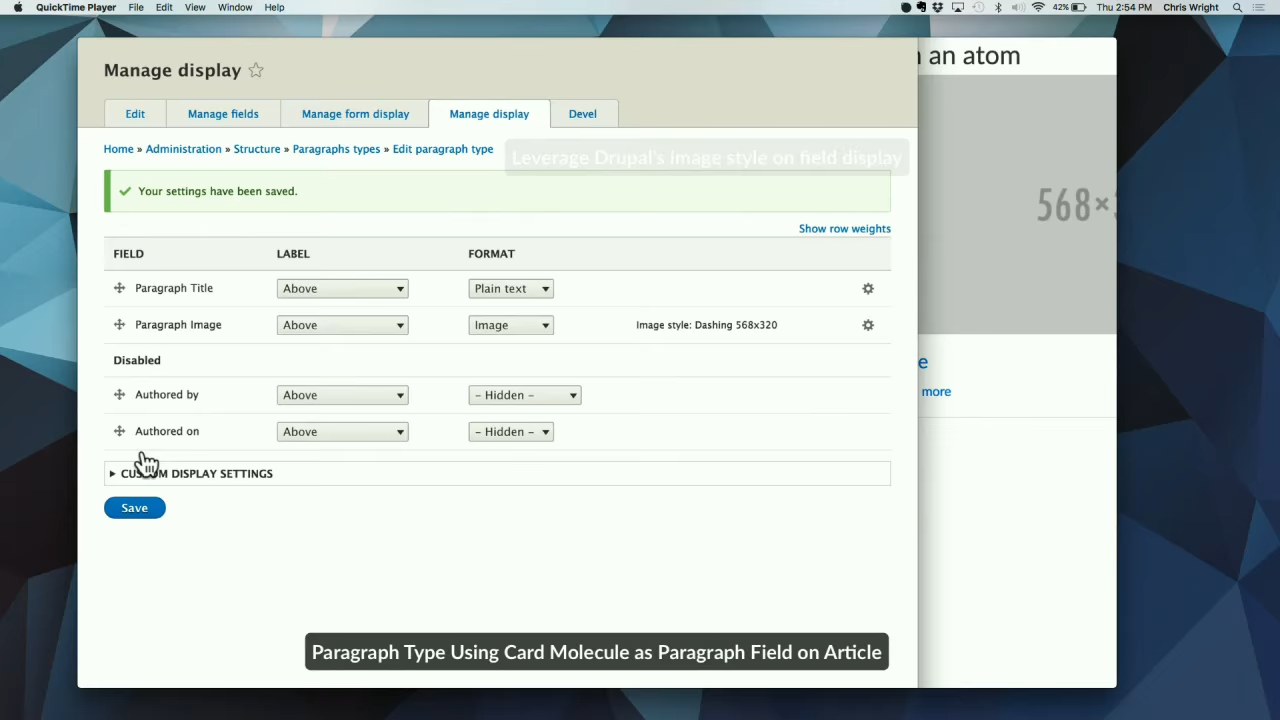 QuickTime Player File Edit View Window Help 42% Thu 2:54 PM Chris Wright
Manage display
an atom
Edit Manage fields Manage form display Manage display Devel
Home » Administration » Structure » Paragraphs types » Edit paragraph type
Leverage Drupal's image style on field display
Your settings have been saved.
568×
Show row weights
FIELD LABEL FORMAT
Paragraph Title Above Plain text
Paragraph Image Above Image Image style: Dashing 568x320
Disabled
Authored by Above - Hidden -
more
Authored on Above - Hidden -
CUSTOM DISPLAY SETTINGS
Save
Paragraph Type Using Card Molecule as Paragraph Field on Article